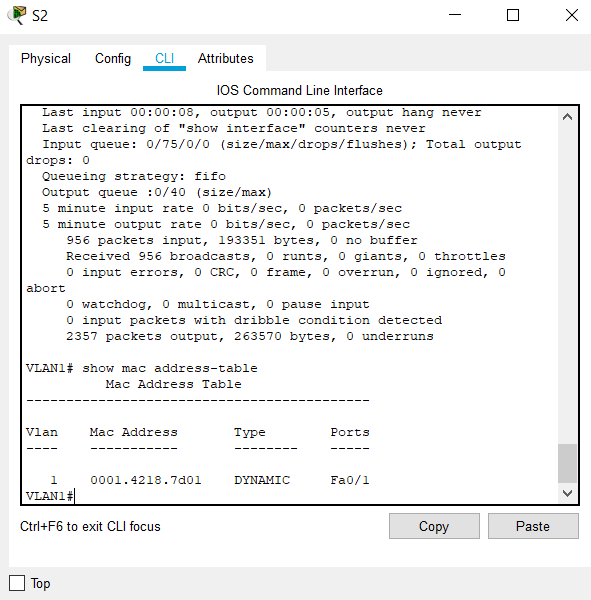 S2
Physical Config CLI Attributes
IOS Command Line Interface
Last input 00:00:08, output 00:00:05, output hang never
Last clearing of "show interface" counters never
Input queue: 0/75/0/0 (size/max/drops/flushes); Total output
drops: 0
Queueing strategy: fifo
Output queue :0/40 (size/max)
5 minute input rate 0 bits/sec, 0 packets/sec
5 minute output rate 0 bits/sec, 0 packets/sec
956 packets input, 193351 bytes, 0 no buffer
Received 956 broadcasts, 0 runts, 0 giants, 0 throttles
0 input errors, 0 CRC, 0 frame, 0 overrun, 0 ignored, 0
abort
0 watchdog, 0 multicast, 0 pause input
0 input packets with dribble condition detected
2357 packets output, 263570 bytes, 0 underruns
VLAN1# show mac address-table
Mac Address Table
-------------------------------------------
Vlan Mac Address Type Ports
---- ----------- -------- -----
1 0001.4218.7d01 DYNAMIC Fa0/1
VLAN1#
Ctrl+F6 to exit CLI focus
Copy Paste
Top